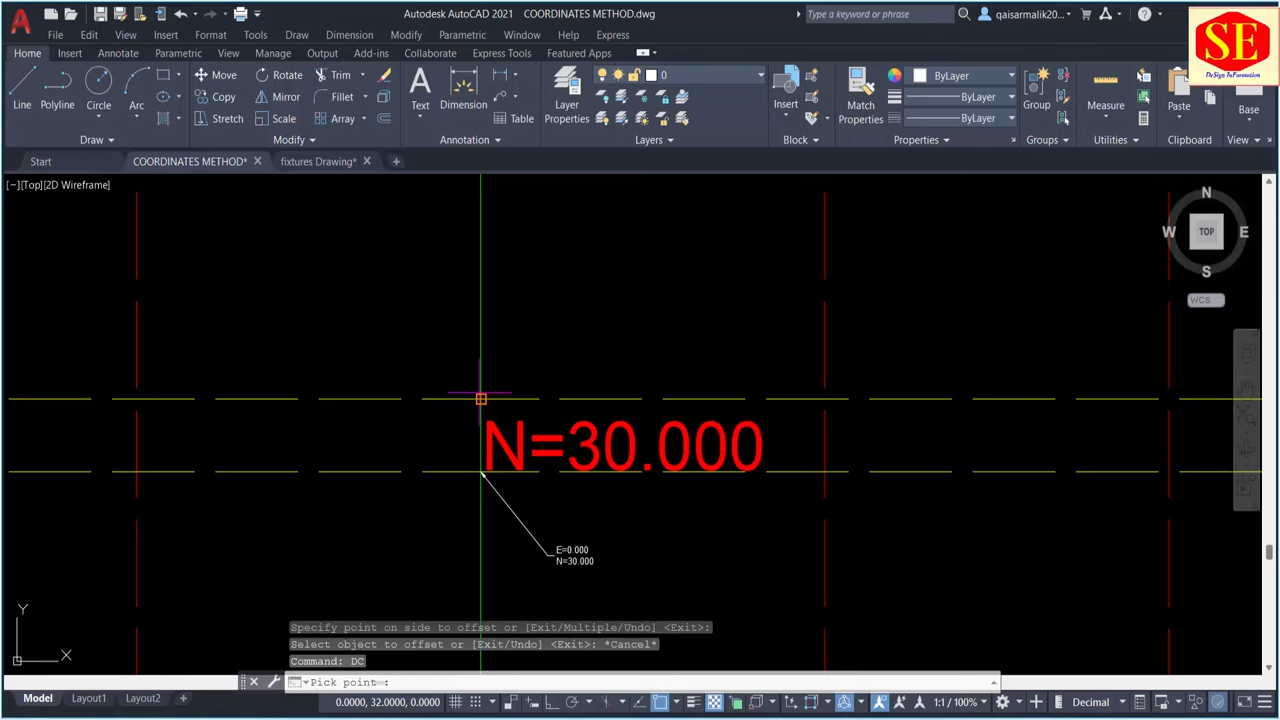 Autodesk AutoCAD 2021 COORDINATES METHOD.dwg
Type a keyword or phrase
qaisarmalik20...
SE
DeSign InFormation
File Edit View Insert Format Tools Draw Dimension Modify Parametric Window Help Express
Home Insert Annotate Parametric View Manage Output Add-ins Collaborate Express Tools Featured Apps
Line Polyline Circle Arc
Move Rotate Trim
Copy Mirror Fillet
Stretch Scale Array
Text Dimension Table
Layer Properties
0
Insert
Match Properties
ByLayer
ByLayer
ByLayer
Group
Measure
Paste
Base
Draw Modify Annotation Layers Block Properties Groups Utilities Clipboard View
Start COORDINATES METHOD* fixtures Drawing*
[−][Top][2D Wireframe]
N
W TOP E
S
WCS
N=30.000
E=0.000
N=30.000
Y
X
Specify point on side to offset or [Exit/Multiple/Undo] <Exit>:
Select object to offset or [Exit/Undo] <Exit>: *Cancel*
Command: DC
Pick point :
Model Layout1 Layout2
0.0000, 32.0000, 0.0000 MODEL 1:1 / 100% Decimal